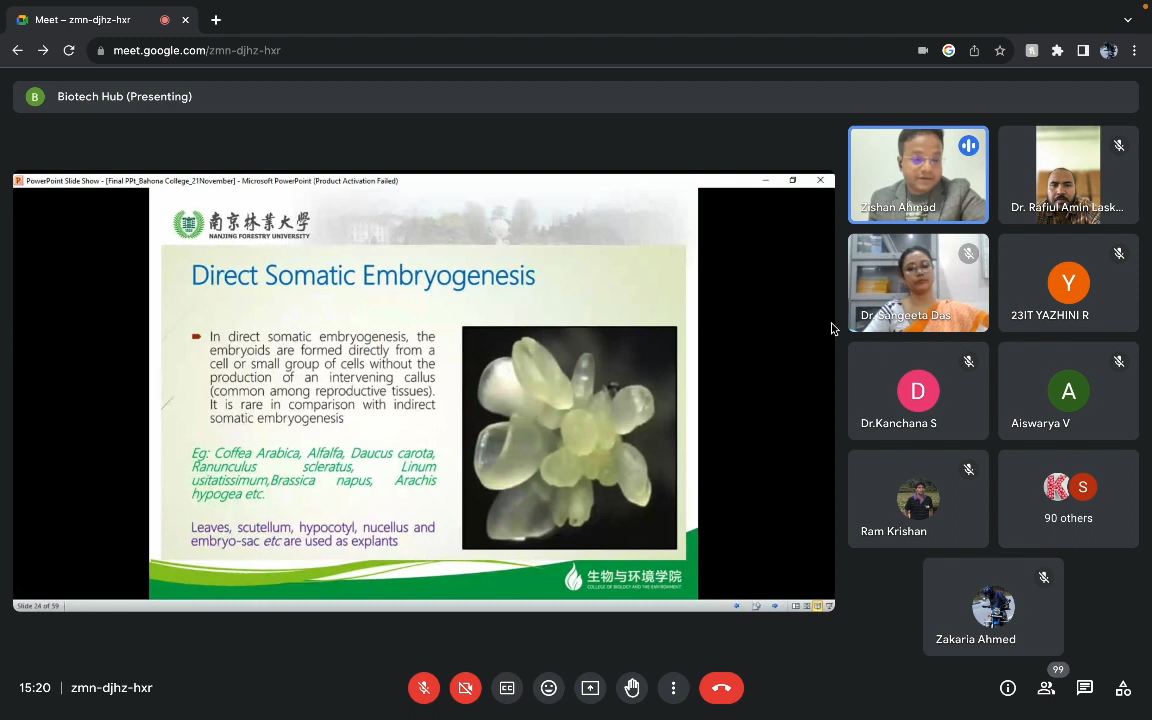 Meet – zmn-djhz-hxr
meet.google.com/zmn-djhz-hxr
B
Biotech Hub (Presenting)
PowerPoint Slide Show - [Final PPt_Bahona College_21November] - Microsoft PowerPoint (Product Activation Failed)
南京林業大學
NANJING FORESTRY UNIVERSITY
Direct Somatic Embryogenesis
In direct somatic embryogenesis, the
embryoids are formed directly from a
cell or small group of cells without the
production of an intervening callus
(common among reproductive tissues).
It is rare in comparison with indirect
somatic embryogenesis
Eg: Coffea Arabica, Alfalfa, Daucus carota,
Ranunculus scleratus, Linum
usitatissimum,Brassica napus, Arachis
hypogea etc.
Leaves, scutellum, hypocotyl, nucellus and
embryo-sac etc are used as explants
生物与环境学院
COLLEGE OF BIOLOGY AND THE ENVIRONMENT
Slide 24 of 59
Zishan Ahmad
Dr. Rafiul Amin Lask...
Dr. Sangeeta Das
Y
23IT YAZHINI R
D
Dr.Kanchana S
A
Aiswarya V
Ram Krishan
K
S
90 others
Zakaria Ahmed
15:20 | zmn-djhz-hxr
99